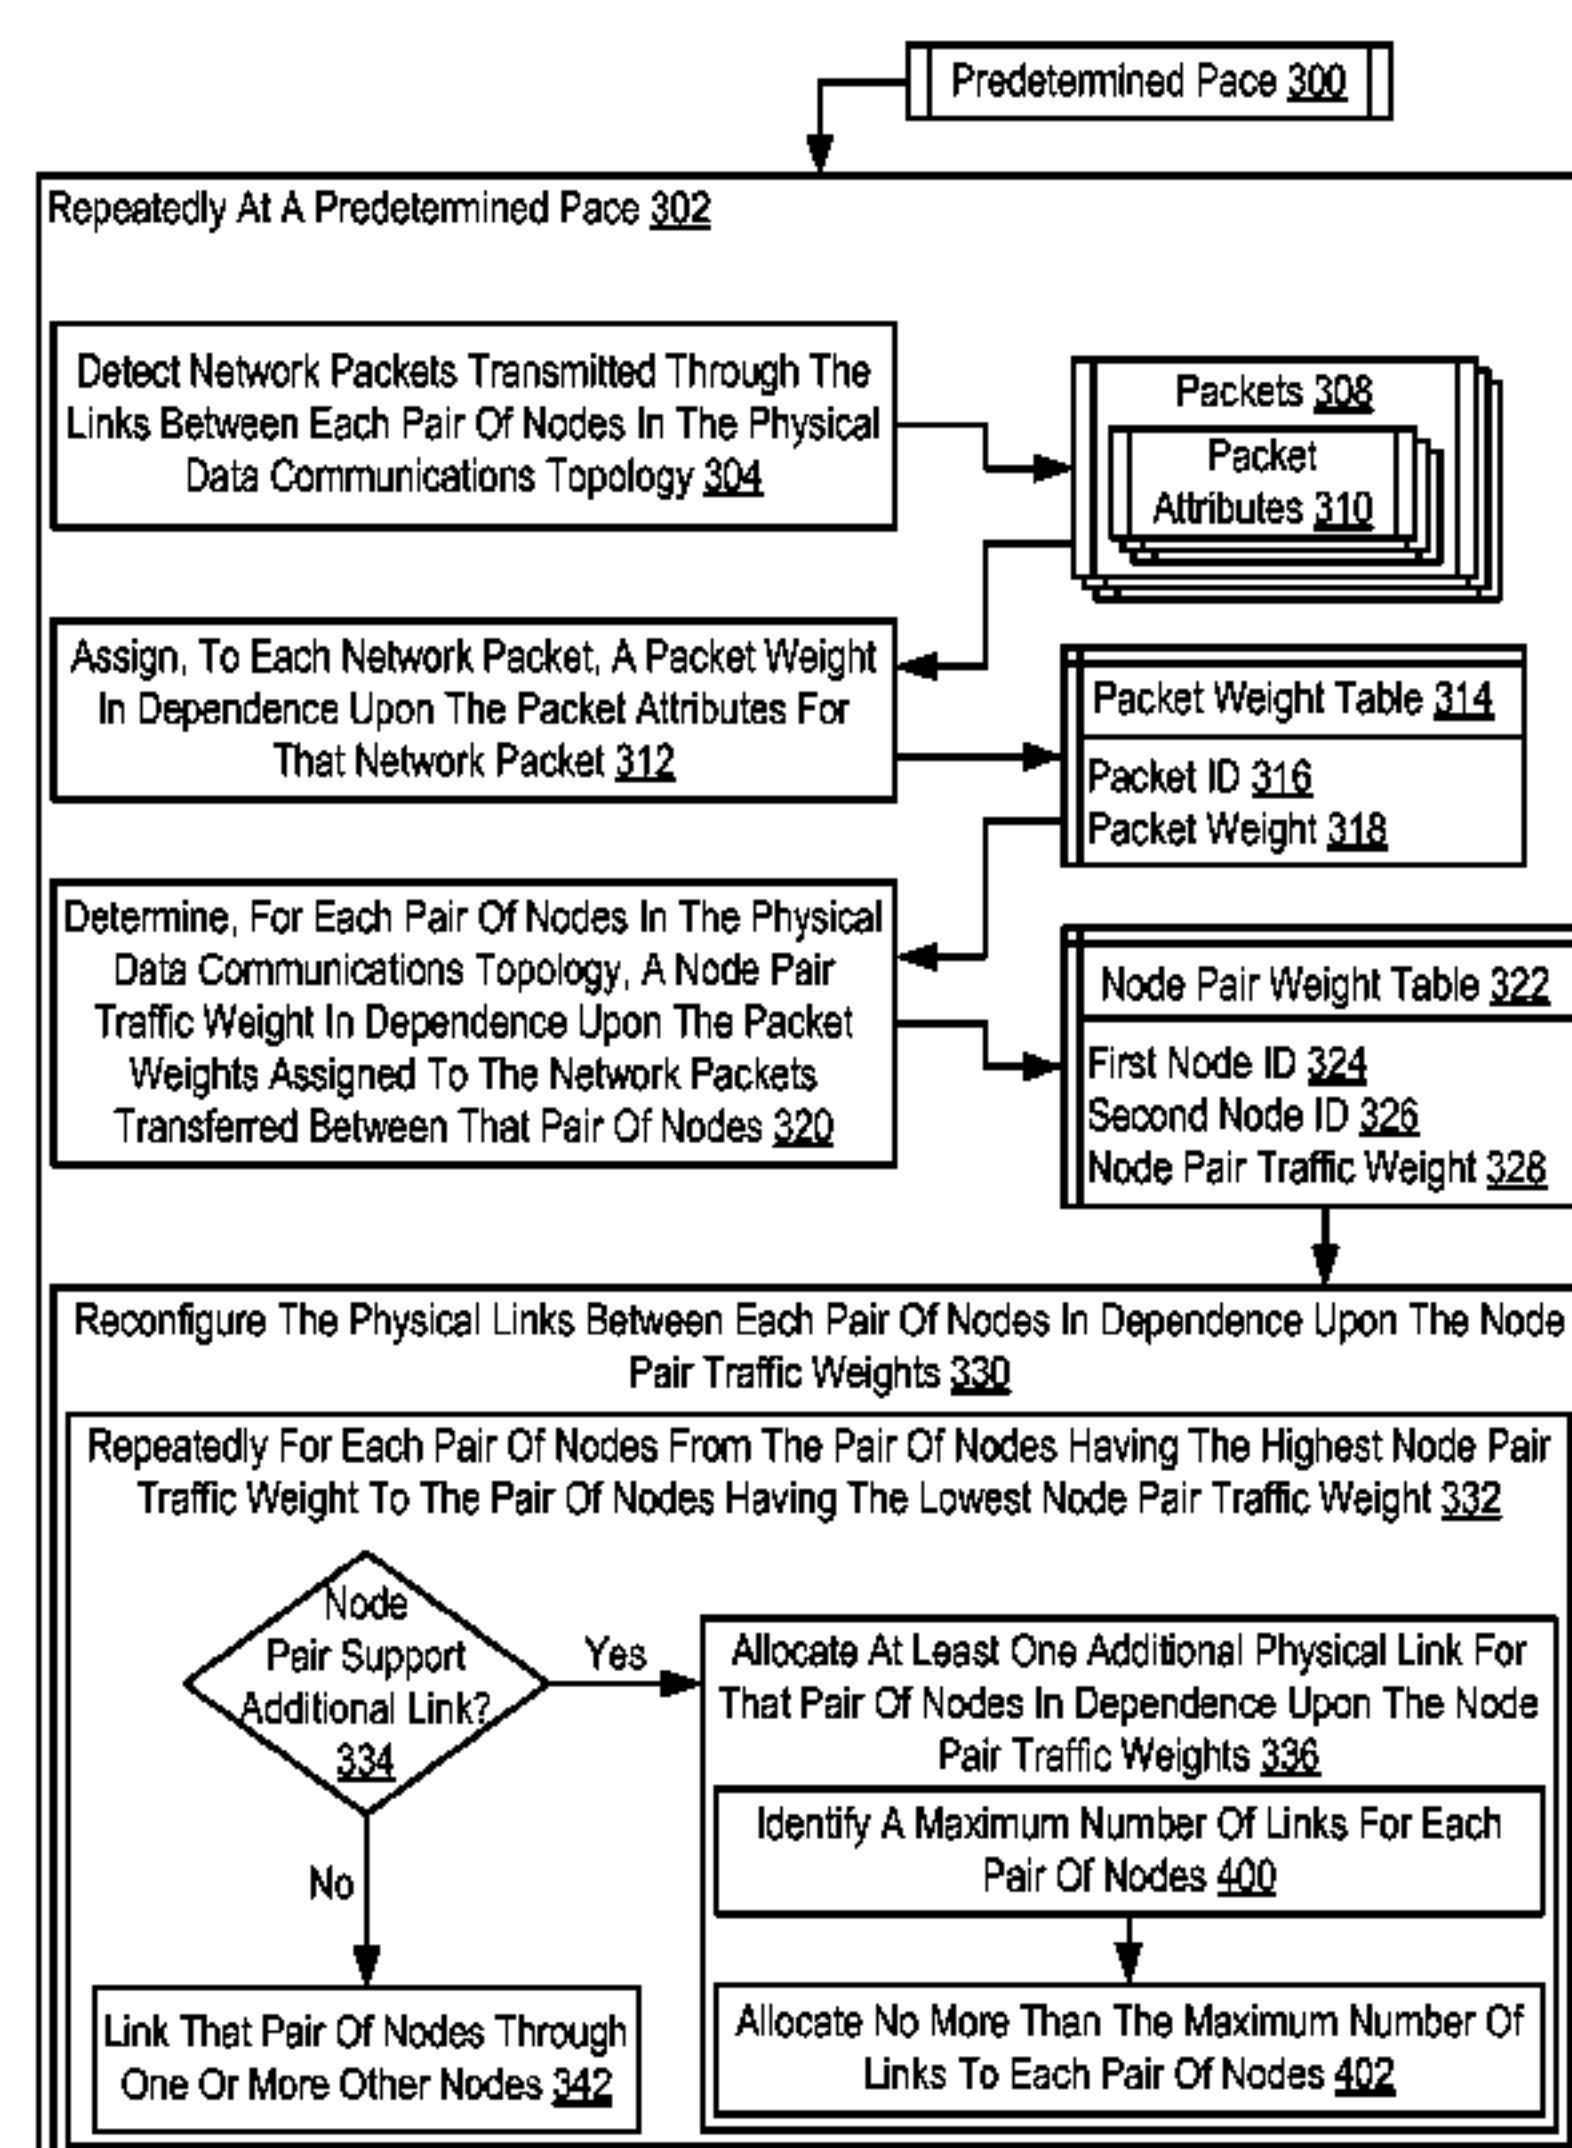 Predetermined Pace 300
Repeatedly At A Predetermined Pace 302
Detect Network Packets Transmitted Through The
Links Between Each Pair Of Nodes In The Physical
Data Communications Topology 304
Packets 308
Packet
Attributes 310
Assign, To Each Network Packet, A Packet Weight
In Dependence Upon The Packet Attributes For
That Network Packet 312
Packet Weight Table 314
Packet ID 316
Packet Weight 318
Determine, For Each Pair Of Nodes In The Physical
Data Communications Topology, A Node Pair
Traffic Weight In Dependence Upon The Packet
Weights Assigned To The Network Packets
Transferred Between That Pair Of Nodes 320
Node Pair Weight Table 322
First Node ID 324
Second Node ID 326
Node Pair Traffic Weight 328
Reconfigure The Physical Links Between Each Pair Of Nodes In Dependence Upon The Node
Pair Traffic Weights 330
Repeatedly For Each Pair Of Nodes From The Pair Of Nodes Having The Highest Node Pair
Traffic Weight To The Pair Of Nodes Having The Lowest Node Pair Traffic Weight 332
Node
Pair Support
Additional Link?
334
Yes
No
Allocate At Least One Additional Physical Link For
That Pair Of Nodes In Dependence Upon The Node
Pair Traffic Weights 336
Identify A Maximum Number Of Links For Each
Pair Of Nodes 400
Allocate No More Than The Maximum Number Of
Links To Each Pair Of Nodes 402
Link That Pair Of Nodes Through
One Or More Other Nodes 342